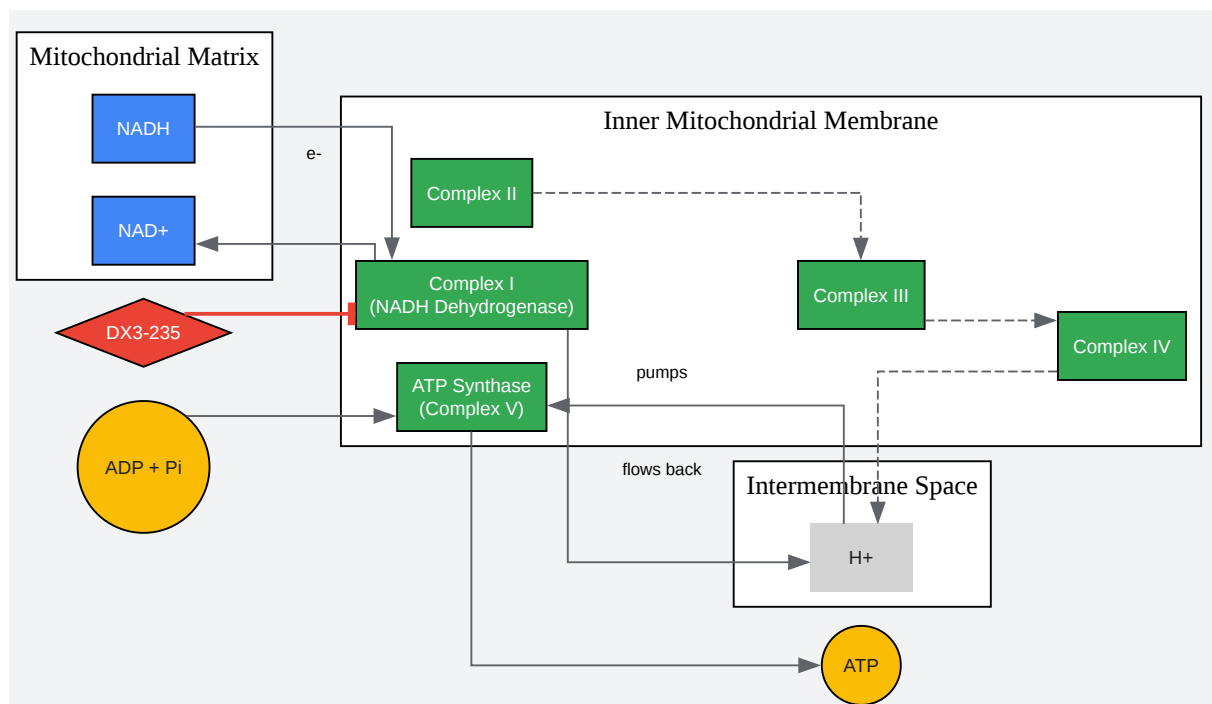 Mitochondrial Matrix
NADH
e-
NAD+
Inner Mitochondrial Membrane
Complex II
Complex I
(NADH Dehydrogenase)
Complex III
Complex IV
DX3-235
ATP Synthase
(Complex V)
pumps
ADP + Pi
flows back
Intermembrane Space
H+
ATP